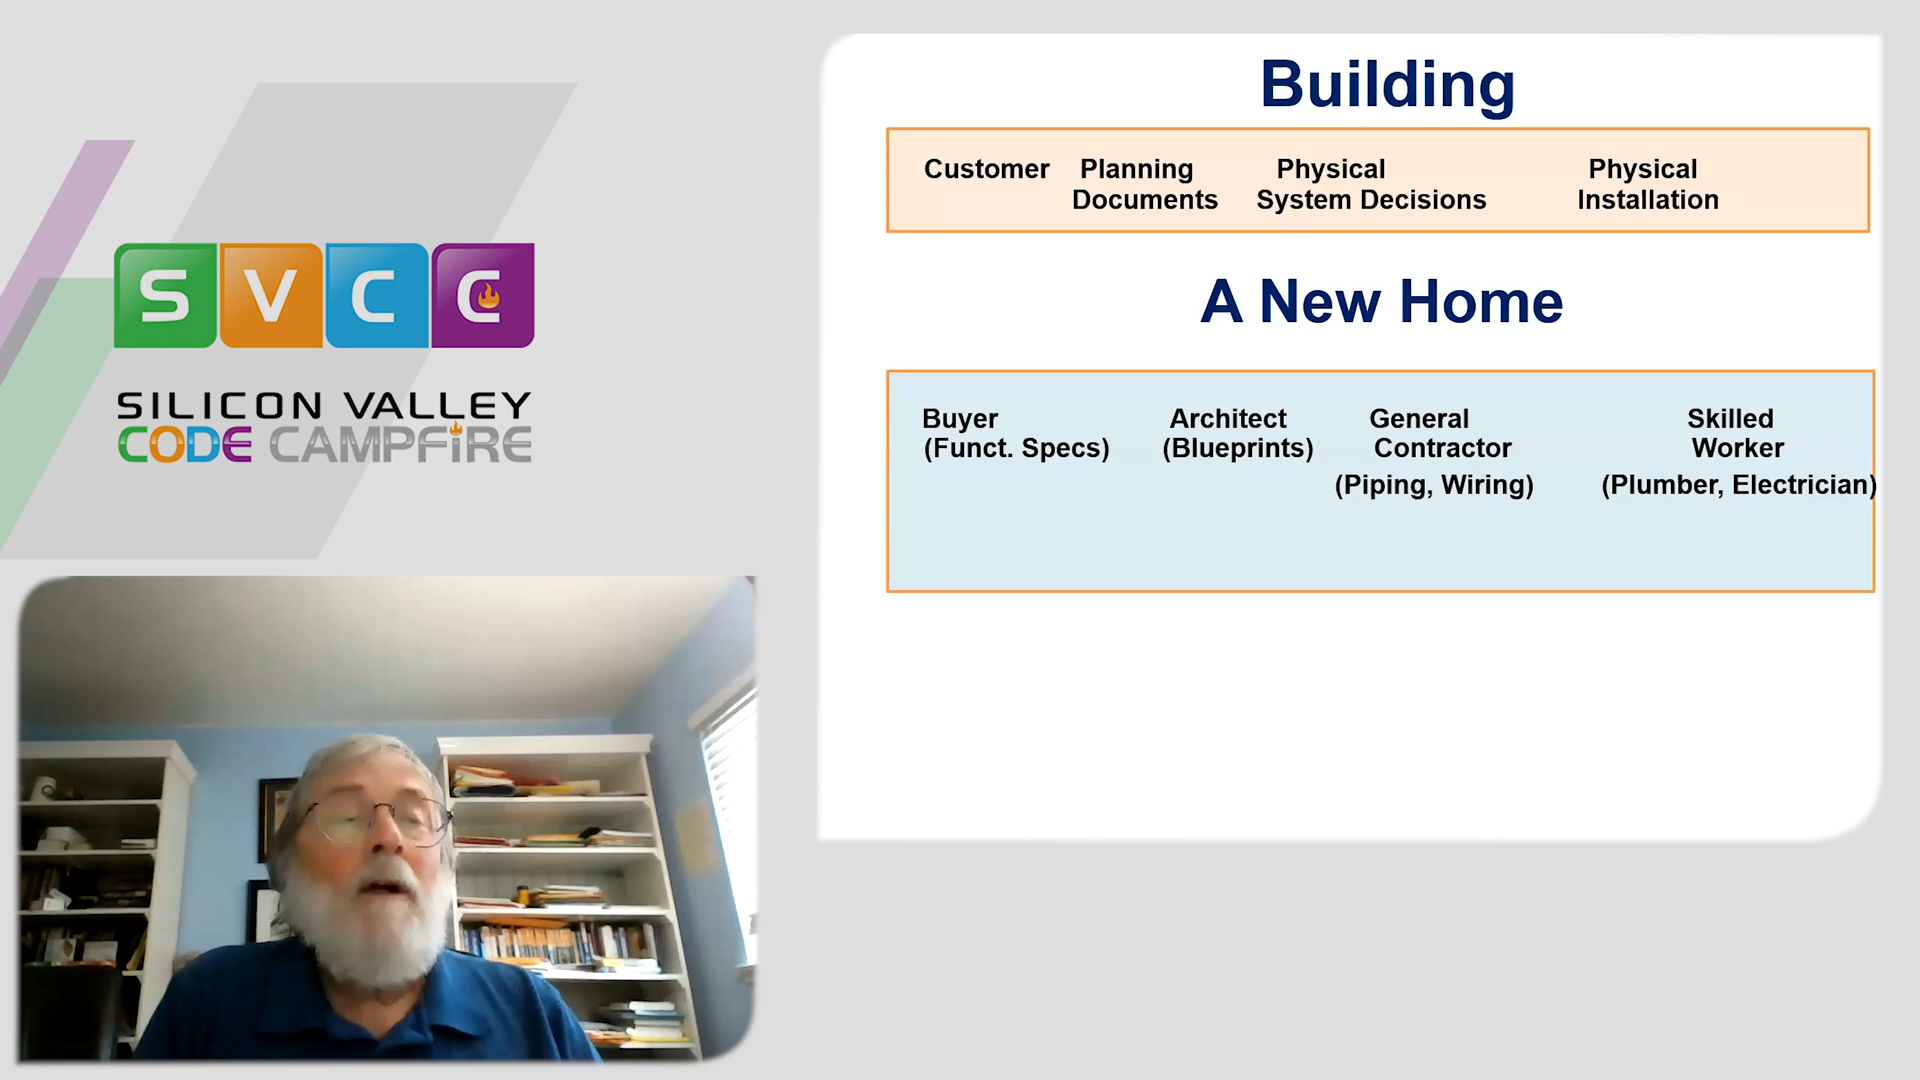 SVCC
SILICON VALLEY
CODE CAMPFIRE
Building
Customer Planning Physical Physical
Documents System Decisions Installation
A New Home
Buyer Architect General Skilled
(Funct. Specs) (Blueprints) Contractor Worker
(Piping, Wiring) (Plumber, Electrician)